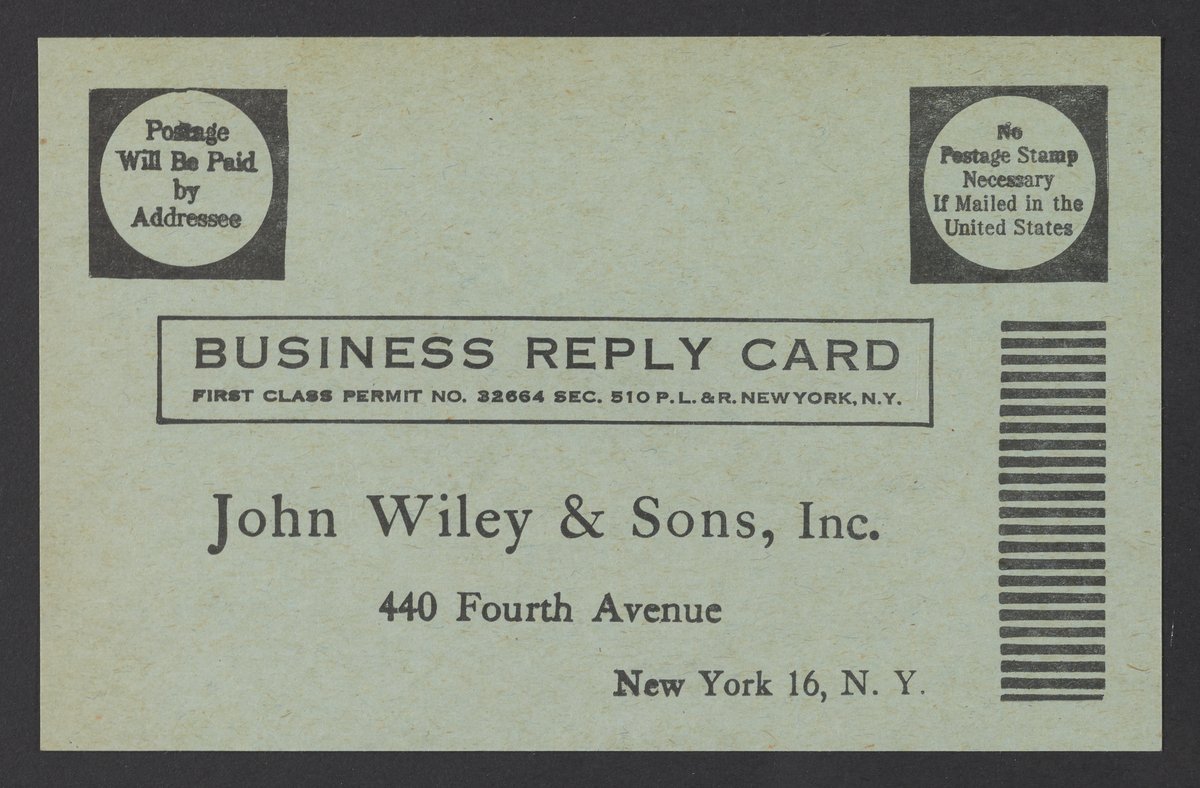 Postage
Will Be Paid
by
Addressee
No
Postage Stamp
Necessary
If Mailed in the
United States
BUSINESS REPLY CARD
FIRST CLASS PERMIT NO. 32664 SEC. 510 P. L. & R. NEW YORK, N.Y.
John Wiley & Sons, Inc.
440 Fourth Avenue
New York 16, N. Y.